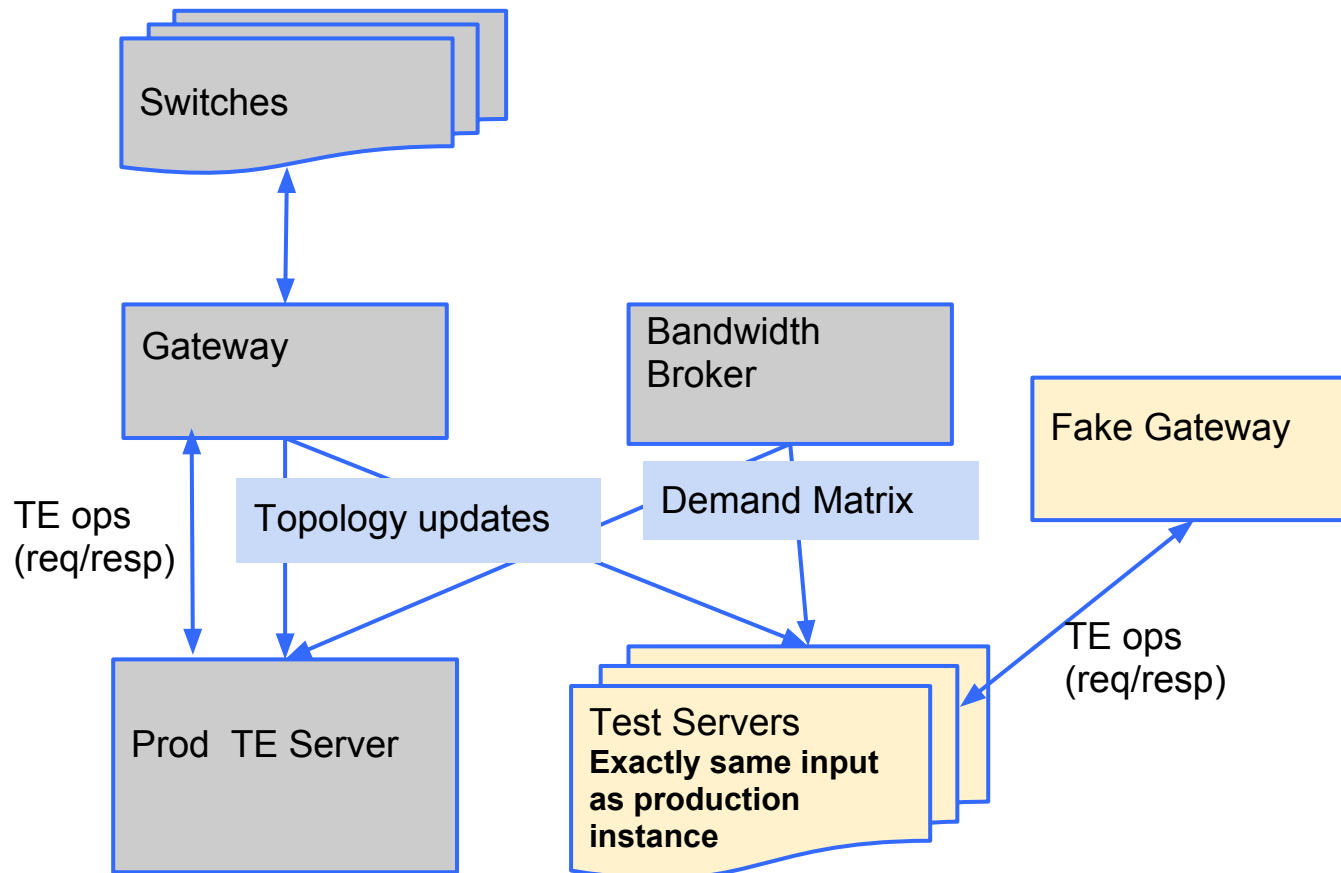 Switches
Gateway
Bandwidth
Broker
Fake Gateway
TE ops
(req/resp)
Topology updates
Demand Matrix
TE ops
(req/resp)
Prod  TE Server
Test Servers
Exactly same input
as production
instance